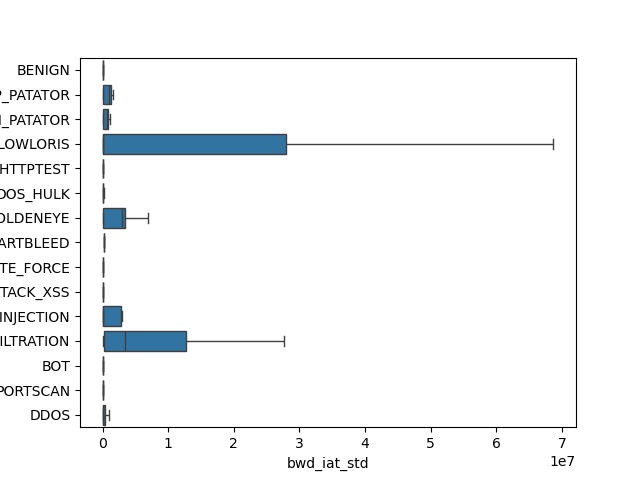 BENIGN
P_PATATOR
_PATATOR
LOWLORIS
HTTPTEST
DOS_HULK
OLDENEYE
ARTBLEED
TE_FORCE
TACK_XSS
INJECTION
ILTRATION
BOT
PORTSCAN
DDOS
0 1 2 3 4 5 6 7
1e7
bwd_iat_std